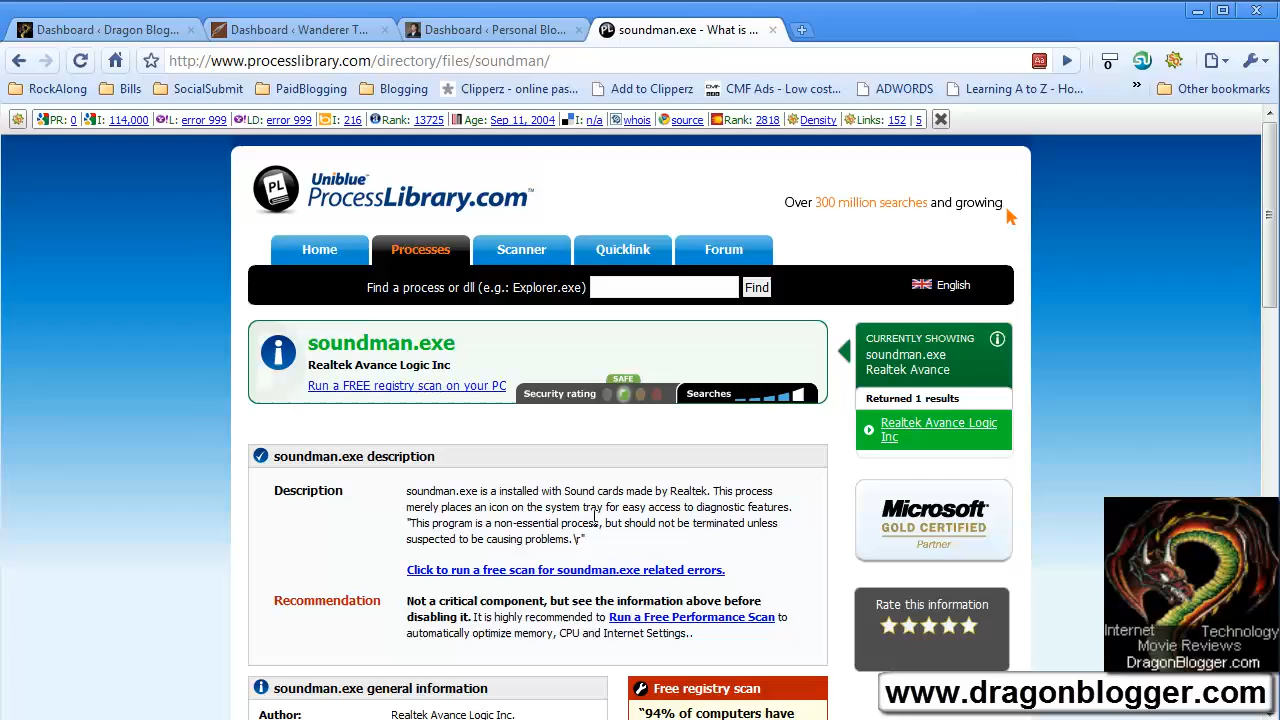 Dashboard ‹ Dragon Blog...
Dashboard ‹ Wanderer T...
Dashboard ‹ Personal Blo...
PL soundman.exe - What is ...
http://www.processlibrary.com/directory/files/soundman/
RockAlong Bills SocialSubmit PaidBlogging Blogging Clipperz - online pas... Add to Clipperz CMF Ads - Low cost... ADWORDS Learning A to Z - Ho... » Other bookmarks
PR: 0 I: 114,000 L: error 999 LD: error 999 I: 216 Rank: 13725 Age: Sep 11, 2004 I: n/a whois source Rank: 2818 Density Links: 152 | 5
PL
Uniblue
ProcessLibrary.com
Over 300 million searches and growing
Home Processes Scanner Quicklink Forum
Find a process or dll (e.g.: Explorer.exe) Find English
soundman.exe
Realtek Avance Logic Inc
Run a FREE registry scan on your PC
SAFE
Security rating Searches
CURRENTLY SHOWING
soundman.exe
Realtek Avance
Returned 1 results
Realtek Avance Logic
Inc
soundman.exe description
Description
soundman.exe is a installed with Sound cards made by Realtek. This process
merely places an icon on the system tray for easy access to diagnostic features.
"This program is a non-essential process, but should not be terminated unless
suspected to be causing problems.\r"
Click to run a free scan for soundman.exe related errors.
Recommendation
Not a critical component, but see the information above before
disabling it. It is highly recommended to Run a Free Performance Scan to
automatically optimize memory, CPU and Internet Settings..
Microsoft
GOLD CERTIFIED
Partner
Rate this information
soundman.exe general information
Author: Realtek Avance Logic Inc.
Free registry scan
"94% of computers have
Internet Technology
Movie Reviews
DragonBlogger.com
www.dragonblogger.com